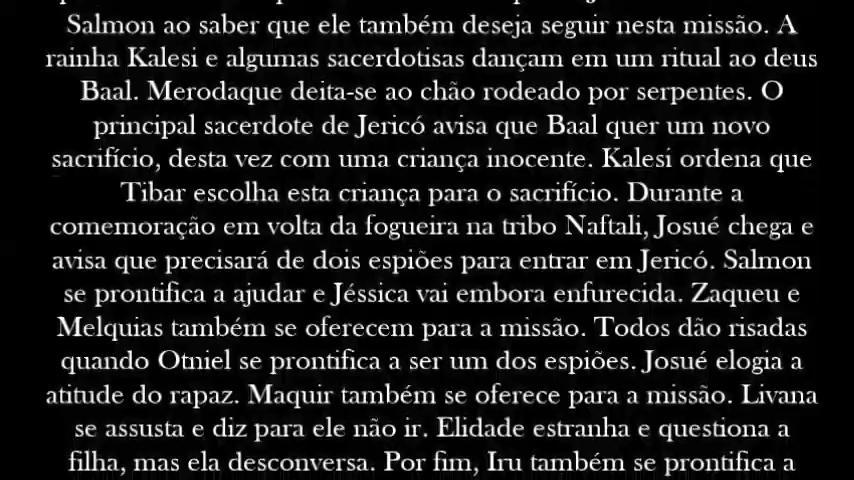 Salmon ao saber que ele também deseja seguir nesta missão. A
rainha Kalesi e algumas sacerdotisas dançam em um ritual ao deus
Baal. Merodaque deita-se ao chão rodeado por serpentes. O
principal sacerdote de Jericó avisa que Baal quer um novo
sacrifício, desta vez com uma criança inocente. Kalesi ordena que
Tibar escolha esta criança para o sacrifício. Durante a
comemoração em volta da fogueira na tribo Naftali, Josué chega e
avisa que precisará de dois espiões para entrar em Jericó. Salmon
se prontifica a ajudar e Jéssica vai embora enfurecida. Zaqueu e
Melquias também se oferecem para a missão. Todos dão risadas
quando Otniel se prontifica a ser um dos espiões. Josué elogia a
atitude do rapaz. Maquir também se oferece para a missão. Livana
se assusta e diz para ele não ir. Elidade estranha e questiona a
filha, mas ela desconversa. Por fim, Iru também se prontifica a